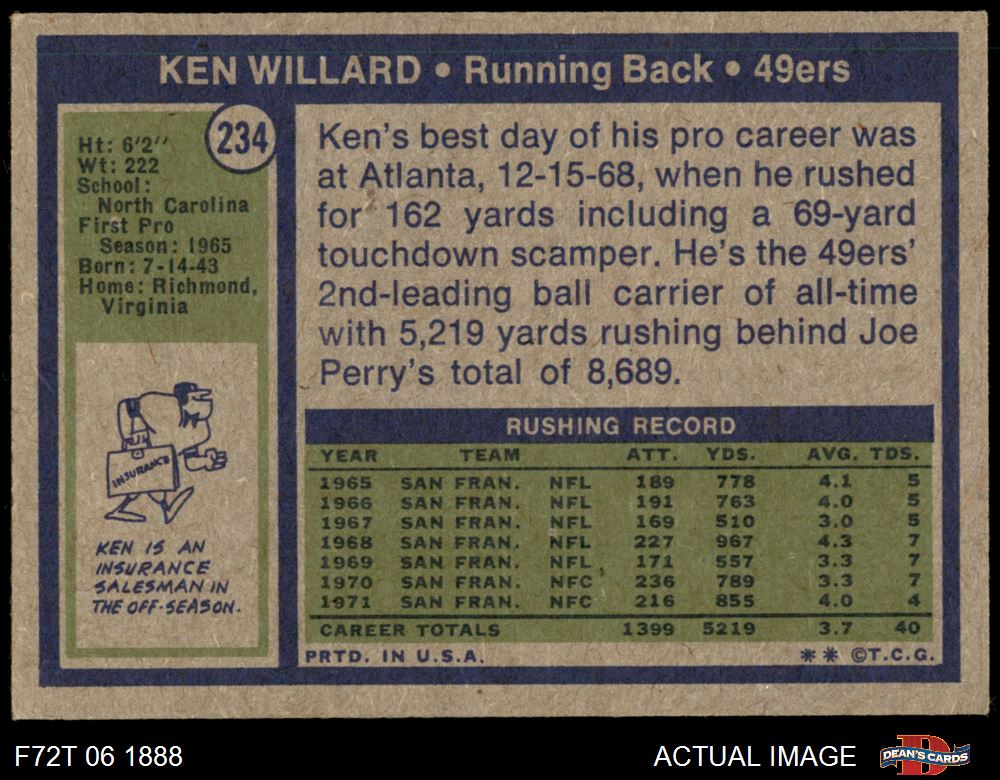 KEN WILLARD • Running Back • 49ers
234
Ht: 6'2''
Wt: 222
School:
North Carolina
First Pro
Season: 1965
Born: 7-14-43
Home: Richmond,
Virginia
INSURANCE
KEN IS AN
INSURANCE
SALESMAN IN
THE OFF-SEASON.
Ken's best day of his pro career was
at Atlanta, 12-15-68, when he rushed
for 162 yards including a 69-yard
touchdown scamper. He's the 49ers'
2nd-leading ball carrier of all-time
with 5,219 yards rushing behind Joe
Perry's total of 8,689.
RUSHING RECORD
YEAR TEAM ATT. YDS. AVG. TDS.
1965 SAN FRAN. NFL 189 778 4.1 5
1966 SAN FRAN. NFL 191 763 4.0 5
1967 SAN FRAN. NFL 169 510 3.0 5
1968 SAN FRAN. NFL 227 967 4.3 7
1969 SAN FRAN. NFL 171 557 3.3 7
1970 SAN FRAN. NFC 236 789 3.3 7
1971 SAN FRAN. NFC 216 855 4.0 4
CAREER TOTALS 1399 5219 3.7 40
PRTD. IN U.S.A. ** ©T.C.G.
F72T 06 1888 ACTUAL IMAGE DEAN'S CARDS